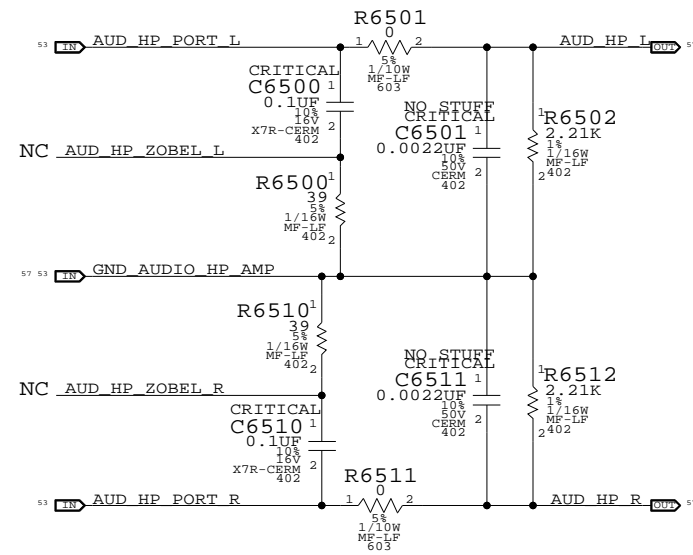 R6501
0
53 IN AUD_HP_PORT_L 1 2 AUD_HP_L OUT
5%
1/10W
MF-LF
603
CRITICAL
C6500 1
0.1UF
10%
16V
X7R-CERM
402
2
NO STUFF
CRITICAL
C6501 1
0.0022UF
10%
50V
CERM
402
2
1
R6502
2.21K
1%
1/16W
MF-LF
402
2
NC AUD_HP_ZOBEL_L
R6500 1
39
5%
1/16W
MF-LF
402
2
57 53 IN GND_AUDIO_HP_AMP
R6510 1
39
5%
1/16W
MF-LF
402
2
NC AUD_HP_ZOBEL_R
CRITICAL
C6510 1
0.1UF
10%
16V
X7R-CERM
402
2
NO STUFF
CRITICAL
C6511 1
0.0022UF
10%
50V
CERM
402
2
1
R6512
2.21K
1%
1/16W
MF-LF
402
2
R6511
0
53 IN AUD_HP_PORT_R 1 2 AUD_HP_R OUT
5%
1/10W
MF-LF
603